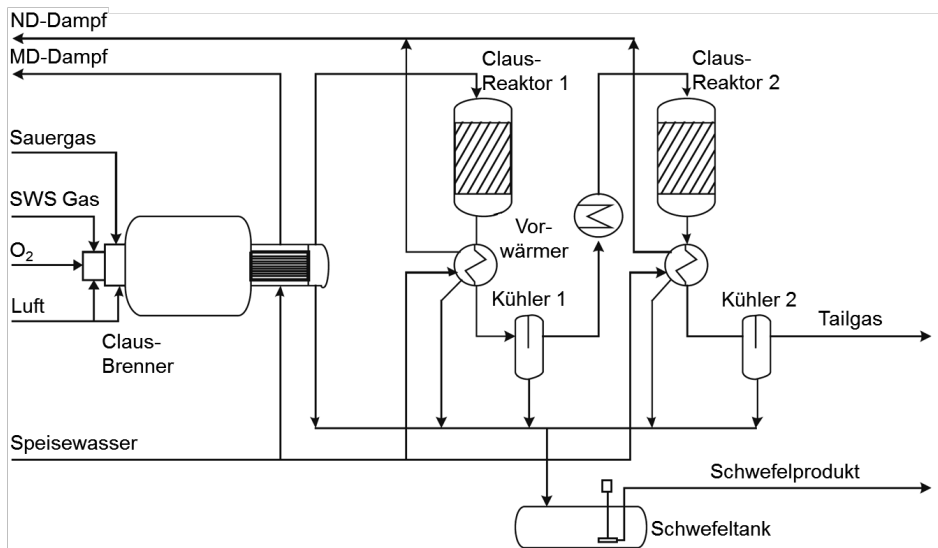 ND-Dampf
MD-Dampf
Claus-
Reaktor 1
Claus-
Reaktor 2
Sauergas
SWS Gas
O₂
Luft
Claus-
Brenner
Vor-
wärmer
Kühler 1
Kühler 2
Tailgas
Speisewasser
Schwefelprodukt
Schwefeltank